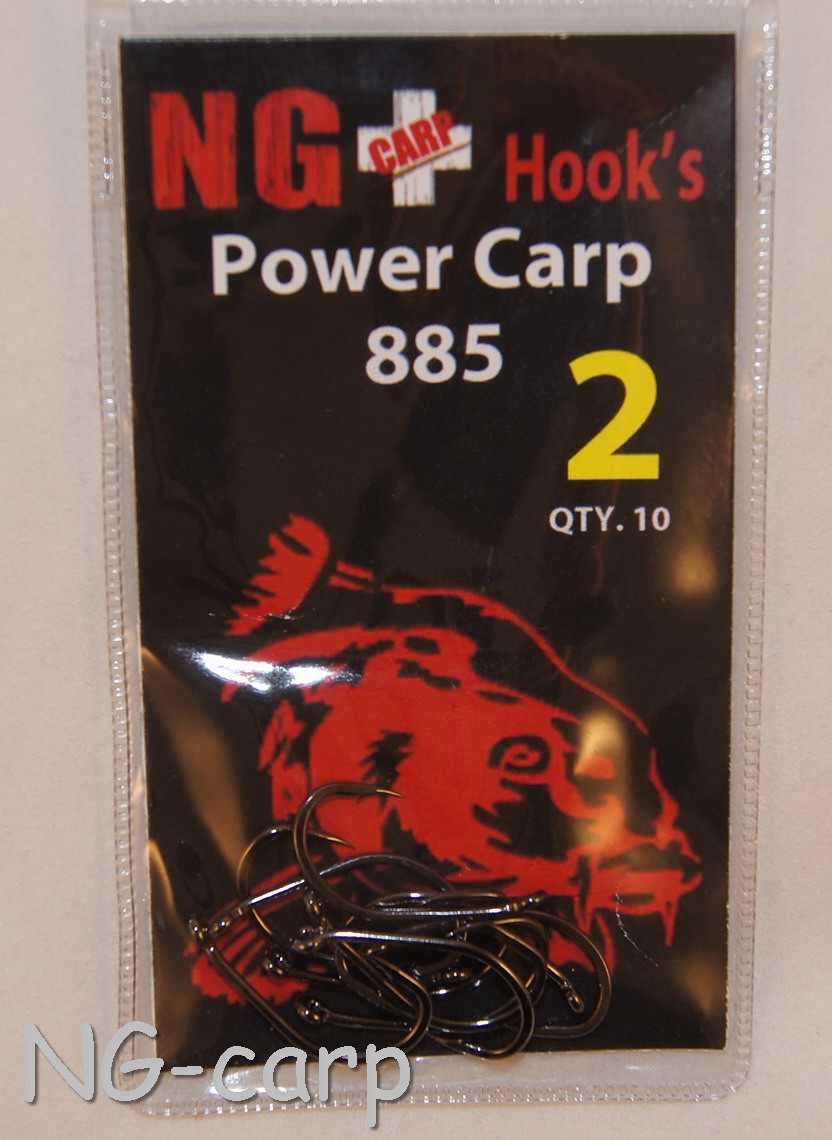 NG CARP Hook's
Power Carp
885
2
QTY. 10
NG-carp